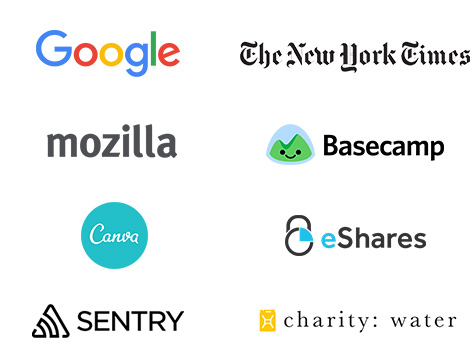 Google
The New York Times
mozilla
Basecamp
Canva
eShares
SENTRY
charity: water